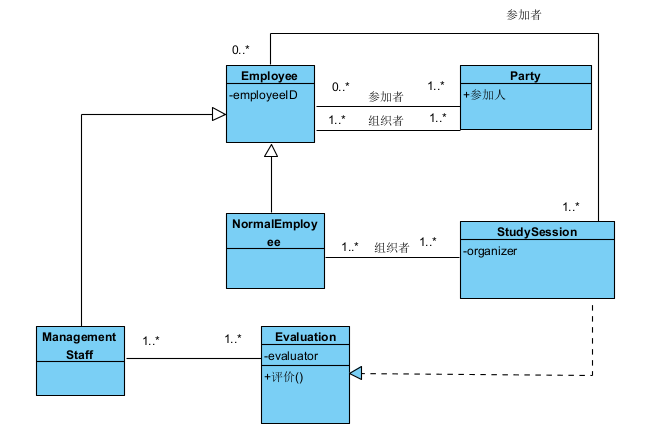 参加者
0..*
Employee
-employeeID
0..*
参加者
1..*
1..*
组织者
1..*
Party
+参加人
1..*
NormalEmploy
ee
1..*
组织者
1..*
StudySession
-organizer
Management
Staff
1..*
1..*
Evaluation
-evaluator
+评价()